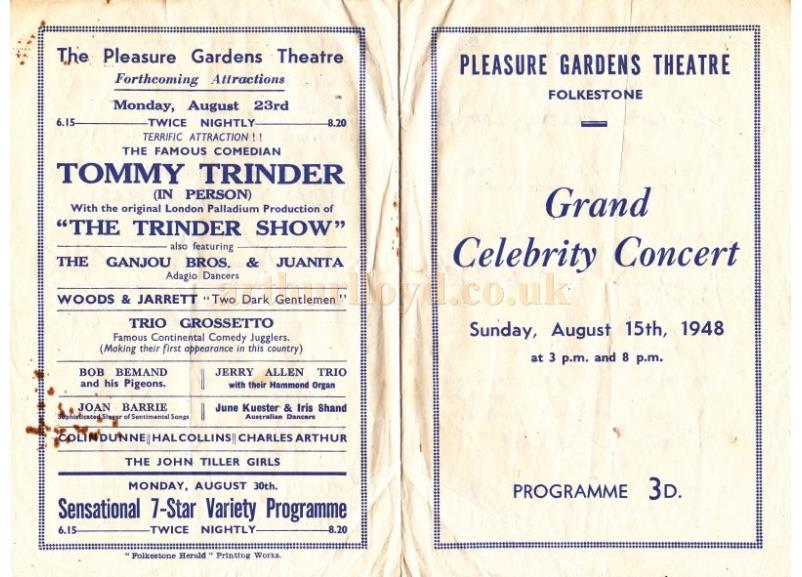 The Pleasure Gardens Theatre
Forthcoming Attractions
Monday, August 23rd
6.15 TWICE NIGHTLY 8.20
TERRIFIC ATTRACTION ! !
THE FAMOUS COMEDIAN
TOMMY TRINDER
(IN PERSON)
With the original London Palladium Production of
"THE TRINDER SHOW"
also featuring
THE GANJOU BROS. & JUANITA
Adagio Dancers
WOODS & JARRETT "Two Dark Gentlemen"
TRIO GROSSETTO
Famous Continental Comedy Jugglers.
(Making their first appearance in this country)
BOB BEMAND
and his Pigeons.
JERRY ALLEN TRIO
with their Hammond Organ
JOAN BARRIE
Sophisticated Singer of Sentimental Songs
June Kuester & Iris Shand
Australian Dancers
COLIN DUNNE || HAL COLLINS || CHARLES ARTHUR
THE JOHN TILLER GIRLS
MONDAY, AUGUST 30th.
Sensational 7-Star Variety Programme
6.15 TWICE NIGHTLY 8.20
"Folkestone Herald" Printing Works.
PLEASURE GARDENS THEATRE
FOLKESTONE
Grand
Celebrity Concert
Sunday, August 15th, 1948
at 3 p.m. and 8 p.m.
PROGRAMME 3D.
arthurlloyd.co.uk